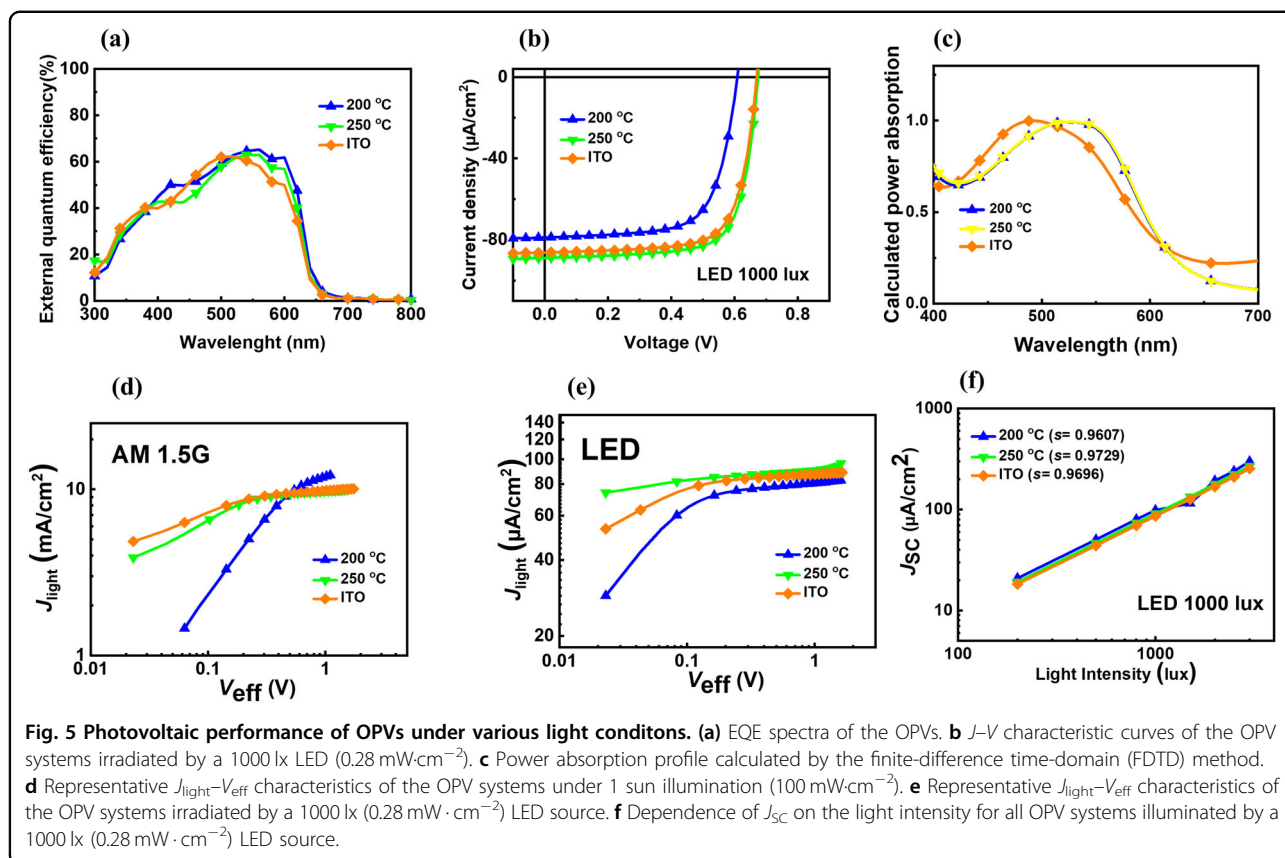 (a)
External quantum efficiency(%)
100
80
60
40
20
0
200 °C
250 °C
ITO
300 400 500 600 700 800
Wavelenght (nm)
(b)
Current density (µA/cm²)
0
-40
-80
200 °C
250 °C
ITO
LED 1000 lux
0.0 0.2 0.4 0.6 0.8
Voltage (V)
(c)
Calculated power absorption
1.0
0.5
0.0
200 °C
250 °C
ITO
400 500 600 700
Wavelength (nm)
(d)
AM 1.5G
Jlight (mA/cm²)
10
1
200 °C
250 °C
ITO
0.01 0.1 1
Veff (V)
(e)
LED
Jlight (µA/cm²)
140
120
100
80
60
40
20
200 °C
250 °C
ITO
0.01 0.1 1
Veff (V)
(f)
JSC (µA/cm²)
1000
100
10
200 °C (s= 0.9607)
250 °C (s= 0.9729)
ITO (s= 0.9696)
LED 1000 lux
100 1000
Light Intensity (lux)
Fig. 5 Photovoltaic performance of OPVs under various light conditons. (a) EQE spectra of the OPVs. b J–V characteristic curves of the OPV
systems irradiated by a 1000 lx LED (0.28 mW·cm⁻²). c Power absorption profile calculated by the finite-difference time-domain (FDTD) method.
d Representative Jlight–Veff characteristics of the OPV systems under 1 sun illumination (100 mW·cm⁻²). e Representative Jlight–Veff characteristics of
the OPV systems irradiated by a 1000 lx (0.28 mW · cm⁻²) LED source. f Dependence of JSC on the light intensity for all OPV systems illuminated by a
1000 lx (0.28 mW · cm⁻²) LED source.